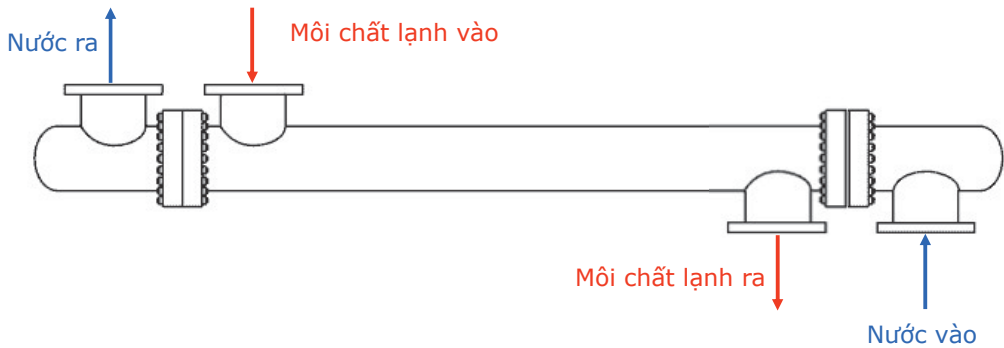 Nước ra
Môi chất lạnh vào
Môi chất lạnh ra
Nước vào